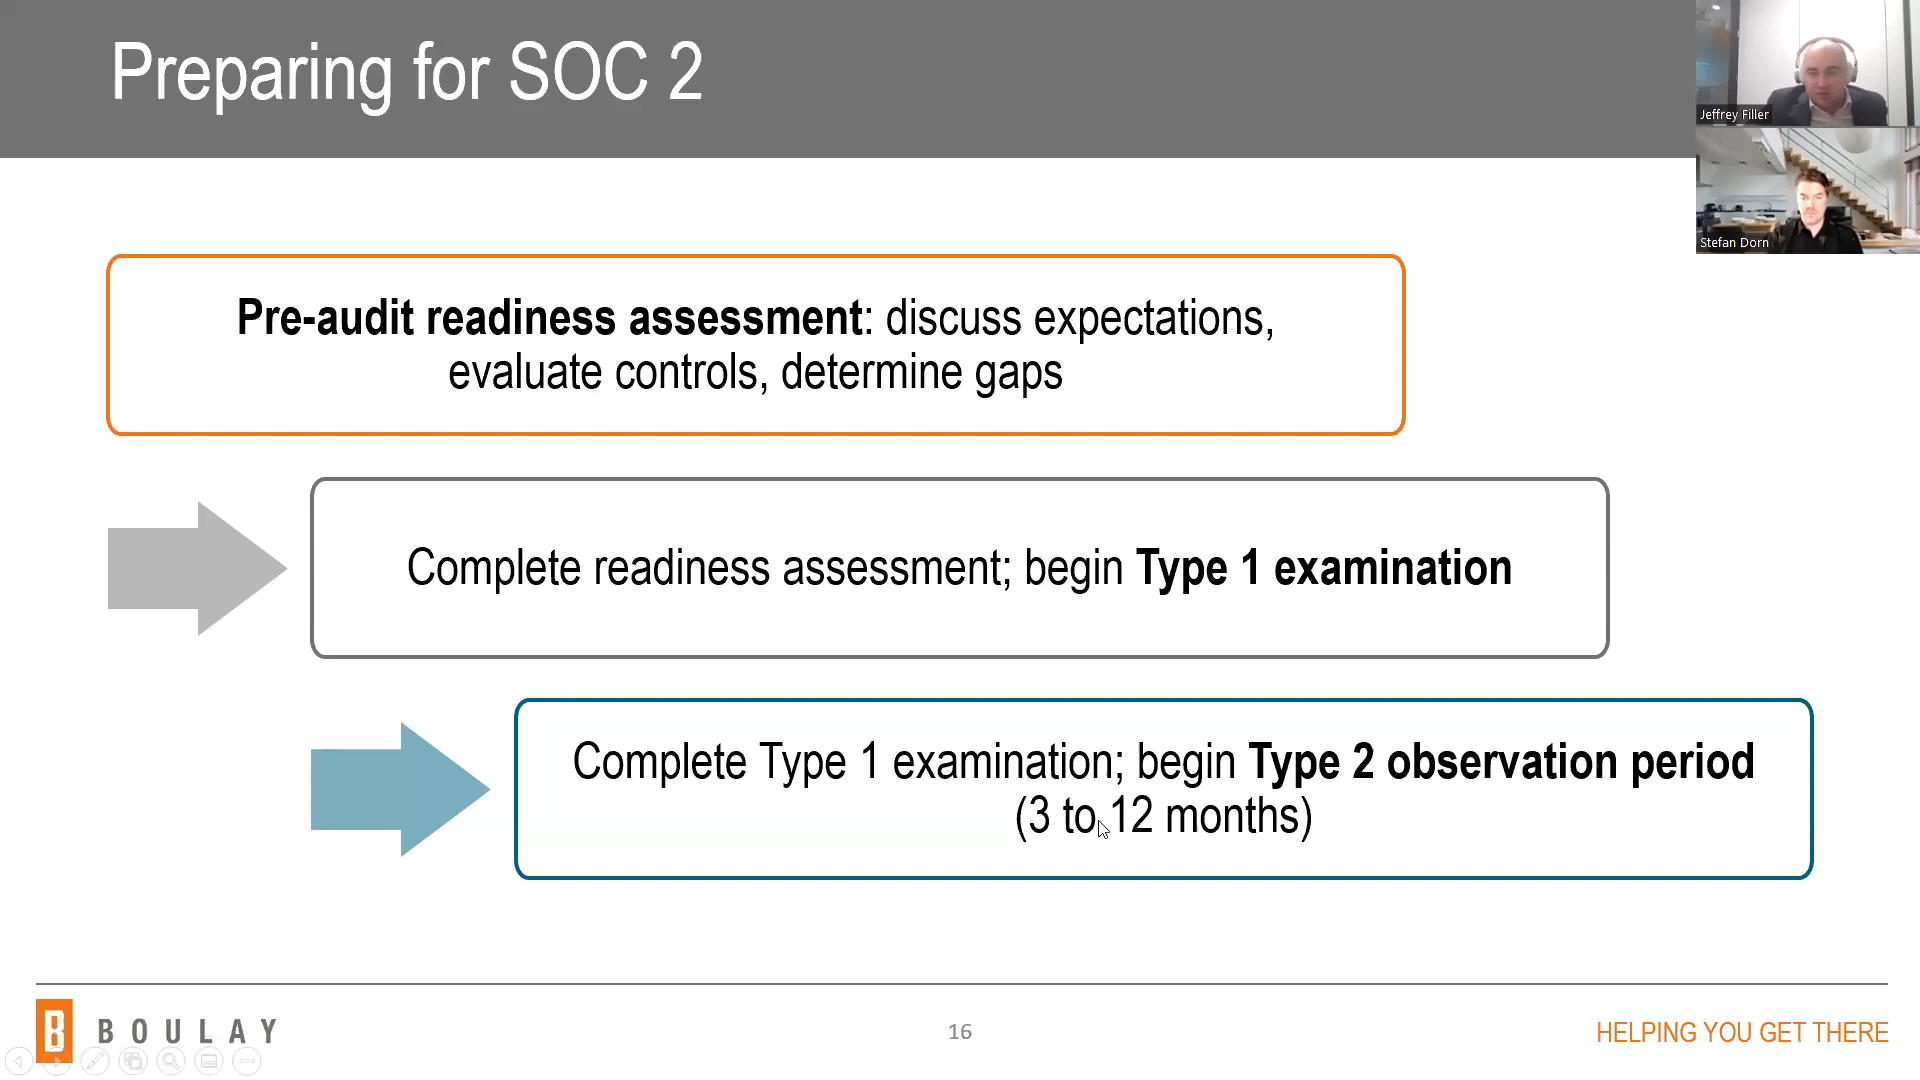 Preparing for SOC 2
Jeffrey Filler
Stefan Dorn
Pre-audit readiness assessment: discuss expectations,
evaluate controls, determine gaps
Complete readiness assessment; begin Type 1 examination
Complete Type 1 examination; begin Type 2 observation period
(3 to 12 months)
B BOULAY
16
HELPING YOU GET THERE